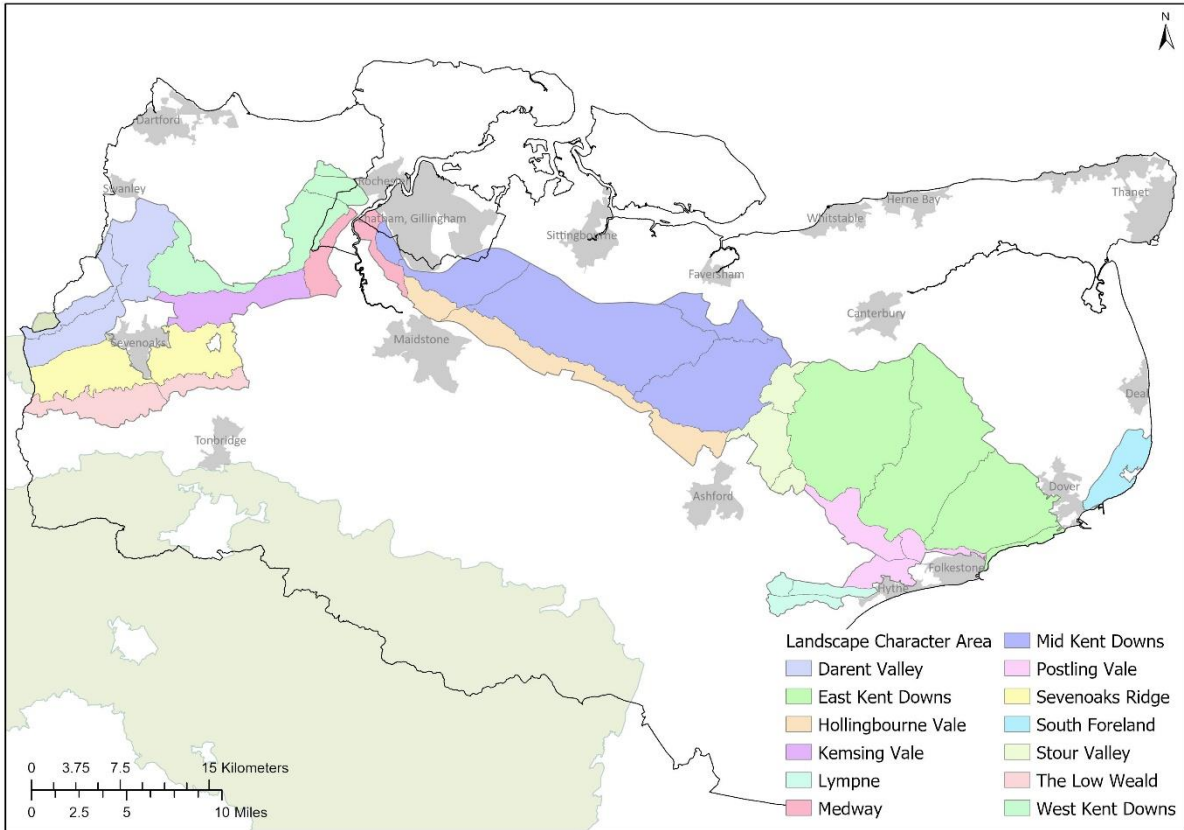 N
Dartford
Swanley
Roches
hatham, Gillingham
Sittingbourne
Faversham
Whitstable
Herne Bay
Thanet
Canterbury
Sevenoaks
Maidstone
Tonbridge
Ashford
Deal
Dover
Folkestone
Hythe
Landscape Character Area
Darent Valley
East Kent Downs
Hollingbourne Vale
Kemsing Vale
Lympne
Medway
Mid Kent Downs
Postling Vale
Sevenoaks Ridge
South Foreland
Stour Valley
The Low Weald
West Kent Downs
0 3.75 7.5 15 Kilometers
0 2.5 5 10 Miles